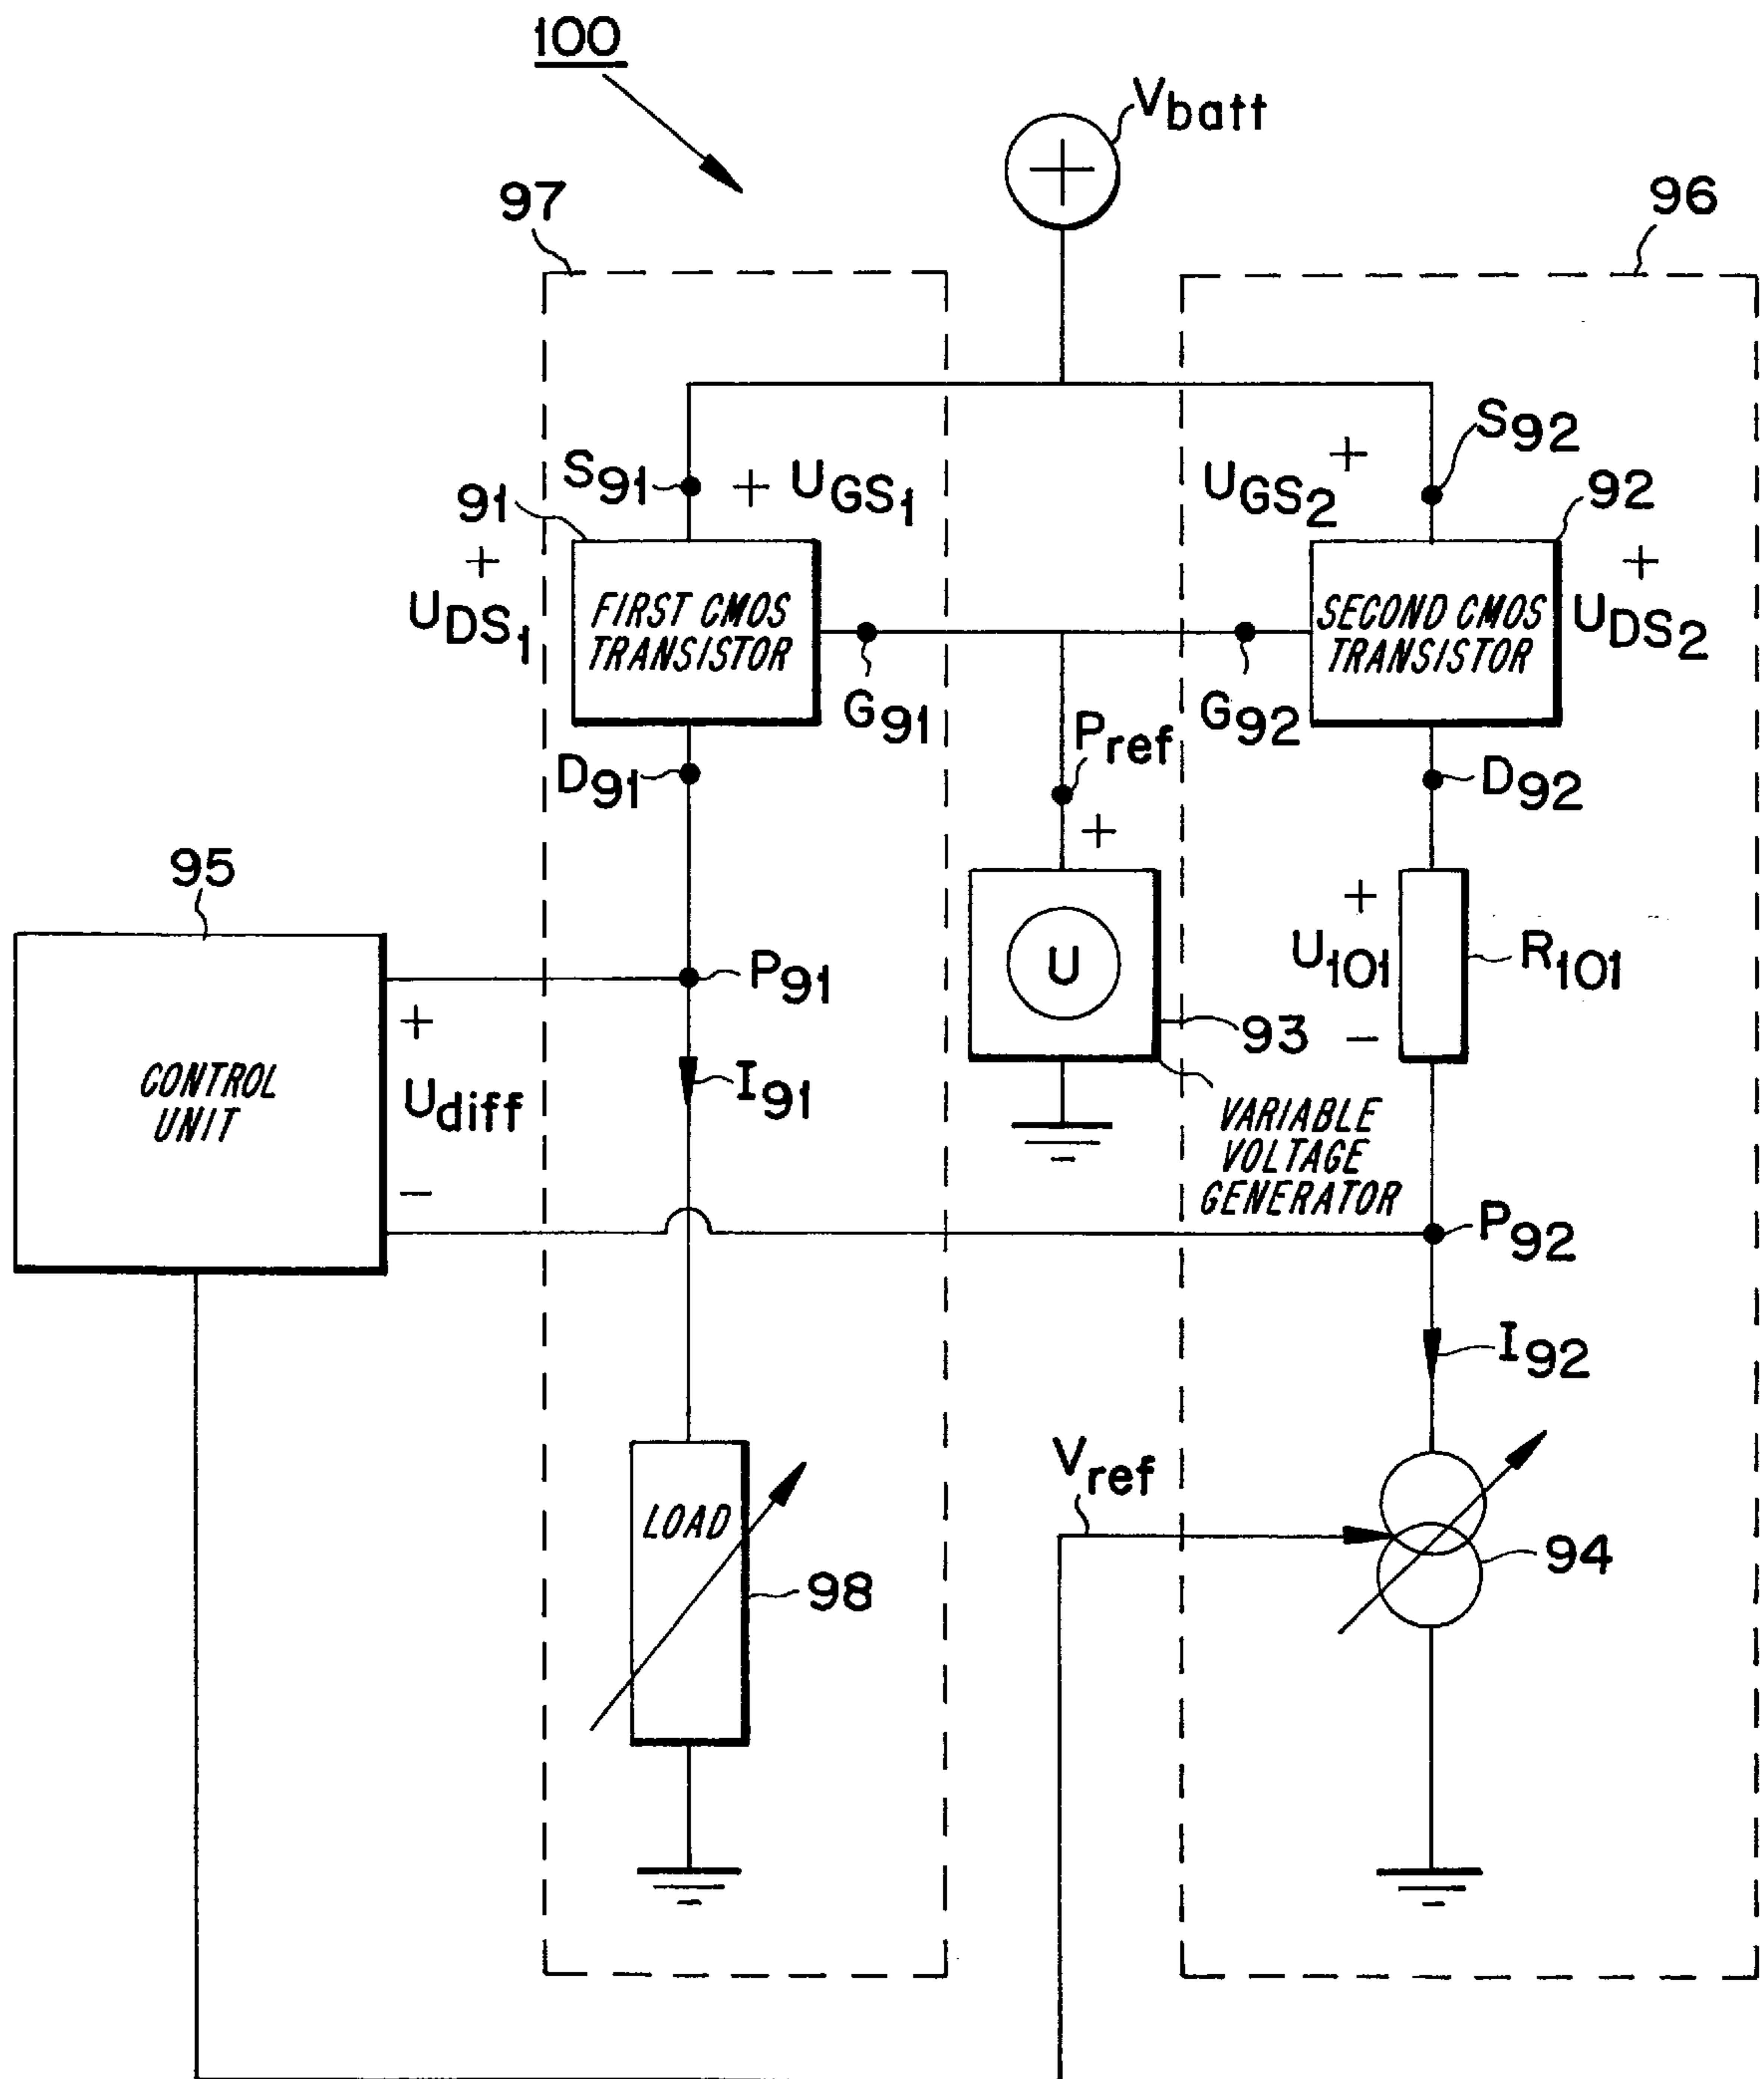 100
Vbatt
97
96
S91
+ UGS1
UGS2 +
S92
91
92
+
UDS1
FIRST CMOS
TRANSISTOR
SECOND CMOS
TRANSISTOR
+
UDS2
G91
G92
Pref
D91
D92
+
95
U
+
U101
−
R101
P91
93
CONTROL
UNIT
+
Udiff
−
I91
VARIABLE
VOLTAGE
GENERATOR
P92
I92
Vref
LOAD
98
94